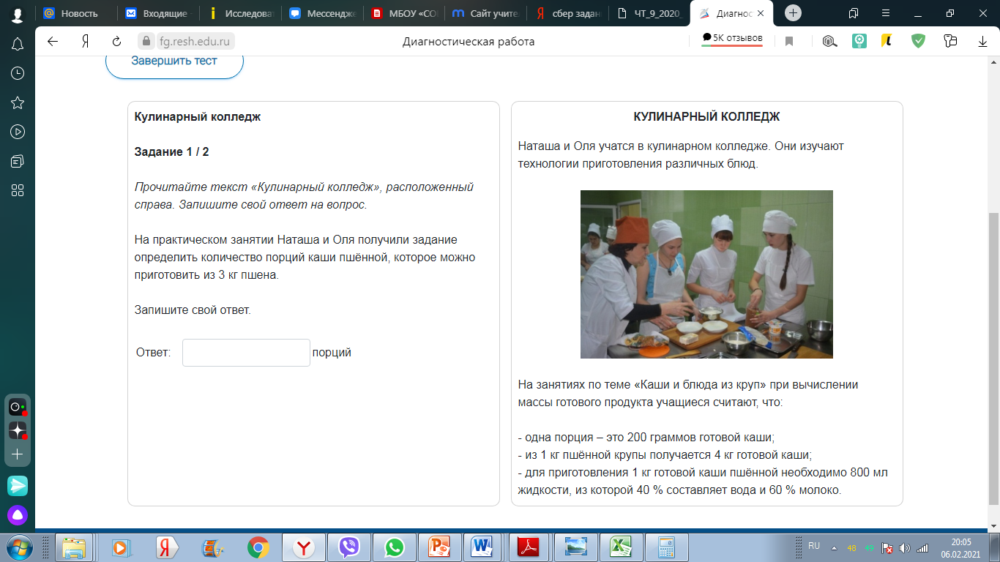 Новость
Входящие
Исследоват
Мессендже
МБОУ «СОI
Сайт учите
сбер задан
ЧТ_9_2020_
Диагнос
fg.resh.edu.ru
Диагностическая работа
5K отзывов
Завершить тест
Кулинарный колледж
Задание 1 / 2
Прочитайте текст «Кулинарный колледж», расположенный
справа. Запишите свой ответ на вопрос.
На практическом занятии Наташа и Оля получили задание
определить количество порций каши пшённой, которое можно
приготовить из 3 кг пшена.
Запишите свой ответ.
Ответ: порций
КУЛИНАРНЫЙ КОЛЛЕДЖ
Наташа и Оля учатся в кулинарном колледже. Они изучают
технологии приготовления различных блюд.
На занятиях по теме «Каши и блюда из круп» при вычислении
массы готового продукта учащиеся считают, что:
- одна порция – это 200 граммов готовой каши;
- из 1 кг пшённой крупы получается 4 кг готовой каши;
- для приготовления 1 кг готовой каши пшённой необходимо 800 мл
жидкости, из которой 40 % составляет вода и 60 % молоко.
RU
48
49
20:05
06.02.2021